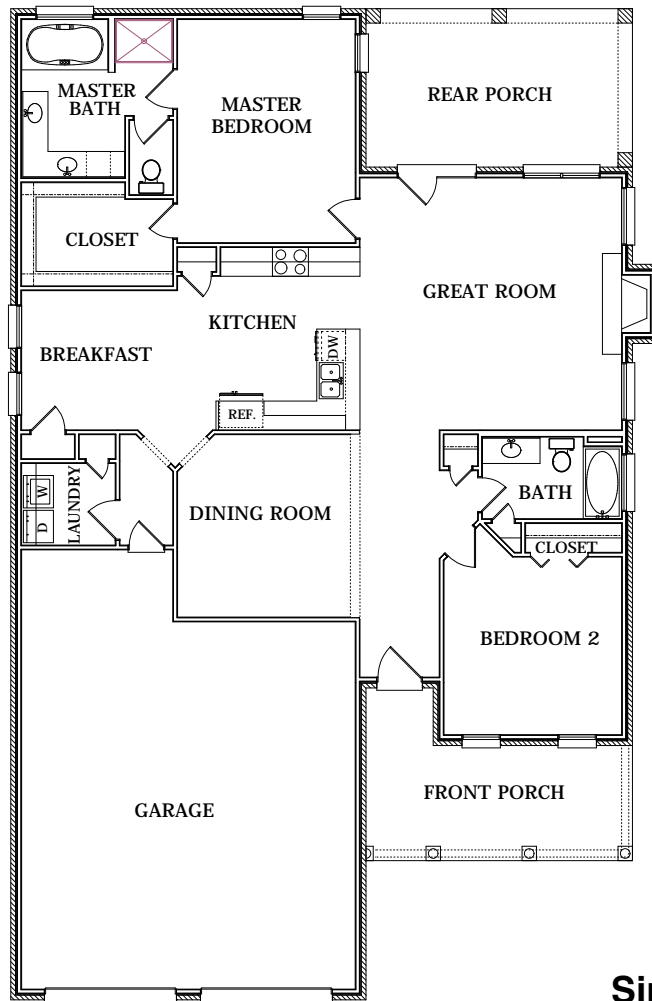 MASTER
BATH
MASTER
BEDROOM
REAR PORCH
CLOSET
GREAT ROOM
KITCHEN
BREAKFAST
DW
REF.
W
D
LAUNDRY
DINING ROOM
BATH
CLOSET
BEDROOM 2
GARAGE
FRONT PORCH